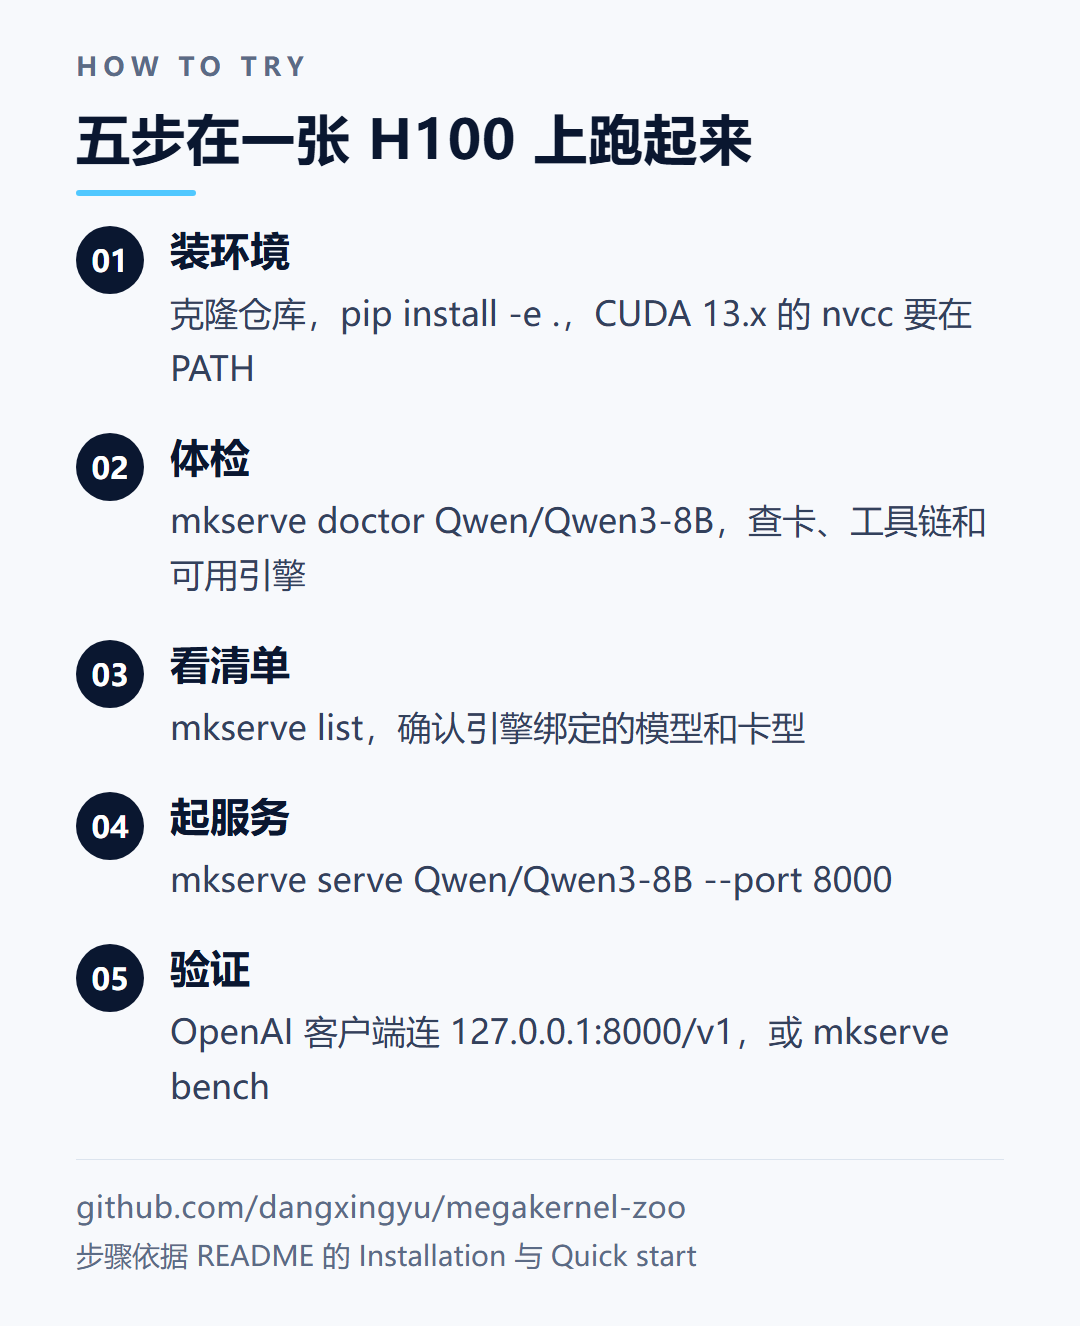 HOW TO TRY
五步在一张 H100 上跑起来
01
装环境
克隆仓库，pip install -e .，CUDA 13.x 的 nvcc 要在
PATH
02
体检
mkserve doctor Qwen/Qwen3-8B，查卡、工具链和
可用引擎
03
看清单
mkserve list，确认引擎绑定的模型和卡型
04
起服务
mkserve serve Qwen/Qwen3-8B --port 8000
05
验证
OpenAI 客户端连 127.0.0.1:8000/v1，或 mkserve
bench
github.com/dangxingyu/megakernel-zoo
步骤依据 README 的 Installation 与 Quick start